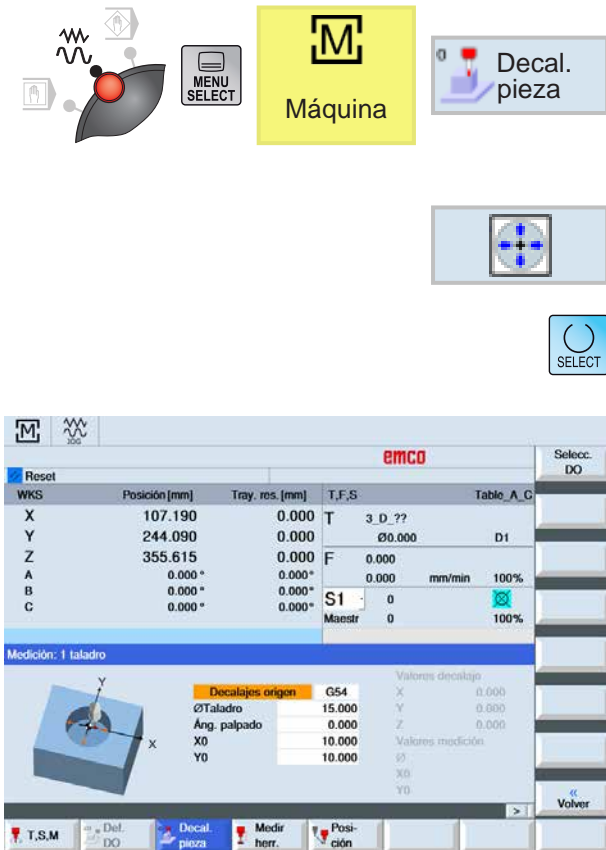 MENU
SELECT
M
Máquina
Decal.
pieza
SELECT
M
JOG
emco
Selecc.
DO
Reset
WKS Posición [mm] Tray. res. [mm] T,F,S Table_A_C
X 107.190 0.000 T 3_D_??
Y 244.090 0.000 Ø0.000 D1
Z 355.615 0.000 F 0.000
A 0.000 ° 0.000° 0.000 mm/min 100%
B 0.000 ° 0.000° S1 0
C 0.000 ° 0.000° Maestr 0 100%
Medición: 1 taladro
Valores decalaje
Decalajes origen G54 X 0.000
ØTaladro 15.000 Y 0.000
Áng. palpado 0.000 Z 0.000
X0 10.000 Valores medición
Y0 10.000 Ø
X0
Y0
Y
X
«
Volver
>
T,S,M
Def.
DO
Decal.
pieza
Medir
herr.
Posi-
ción